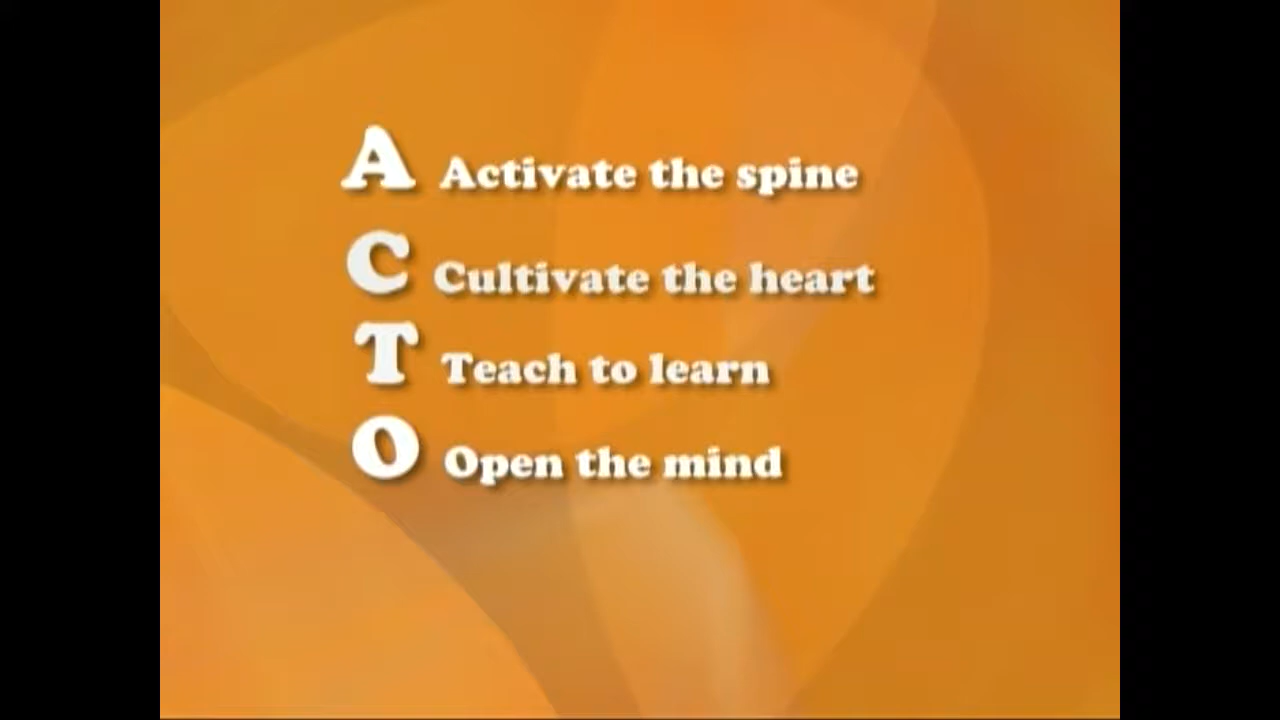 A Activate the spine
C Cultivate the heart
T Teach to learn
O Open the mind